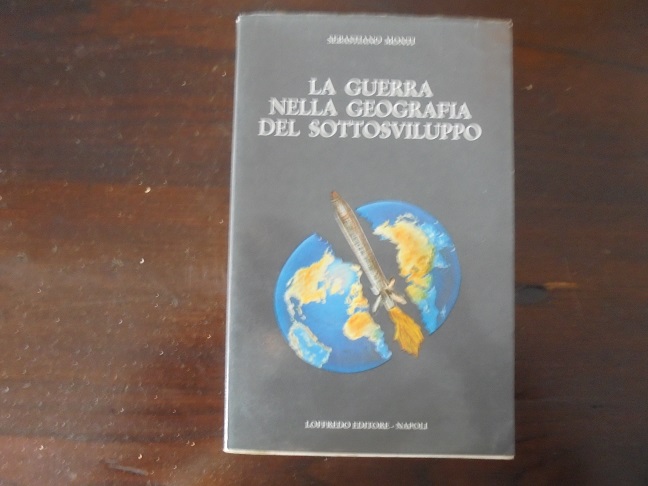 SEBASTIANO MONTI
LA GUERRA
NELLA GEOGRAFIA
DEL SOTTOSVILUPPO
LOFFREDO EDITORE - NAPOLI